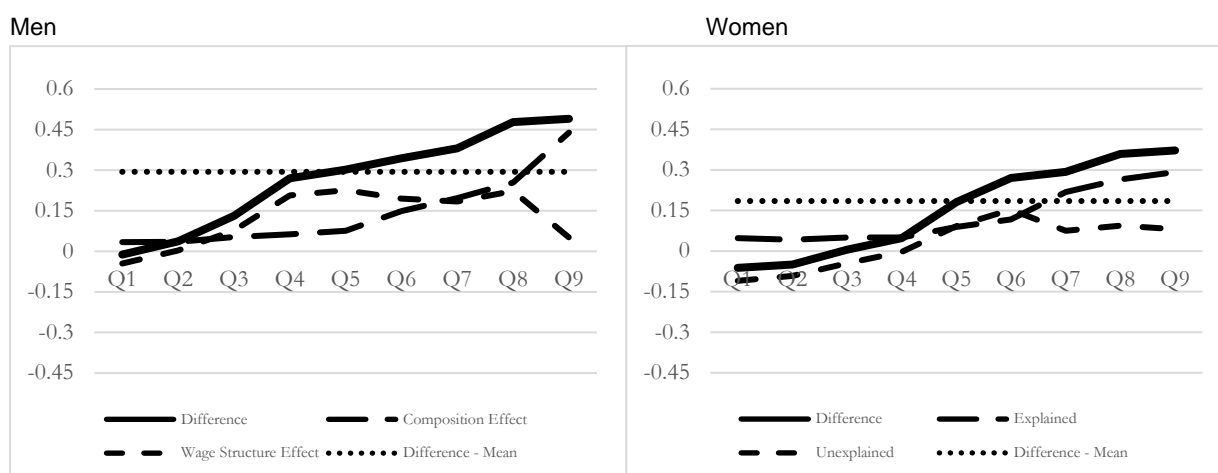 Men
Women
0.6
0.45
0.3
0.15
0
-0.15
-0.3
-0.45
Q1 Q2 Q3 Q4 Q5 Q6 Q7 Q8 Q9
Difference
Composition Effect
Wage Structure Effect
Difference - Mean
0.6
0.45
0.3
0.15
0
-0.15
-0.3
-0.45
Q1 Q2 Q3 Q4 Q5 Q6 Q7 Q8 Q9
Difference
Explained
Unexplained
Difference - Mean